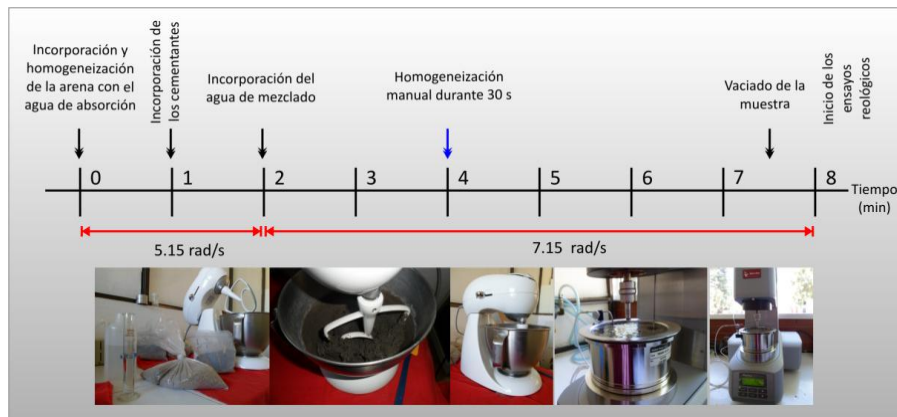 Incorporación y
homogeneización
de la arena con el
agua de absorción
Incorporación de
los cementantes
Incorporación del
agua de mezclado
Homogeneización
manual durante 30 s
Vaciado de la
muestra
Inicio de los
ensayos
reológicos
0 1 2 3 4 5 6 7 8
Tiempo
(min)
5.15 rad/s
7.15 rad/s